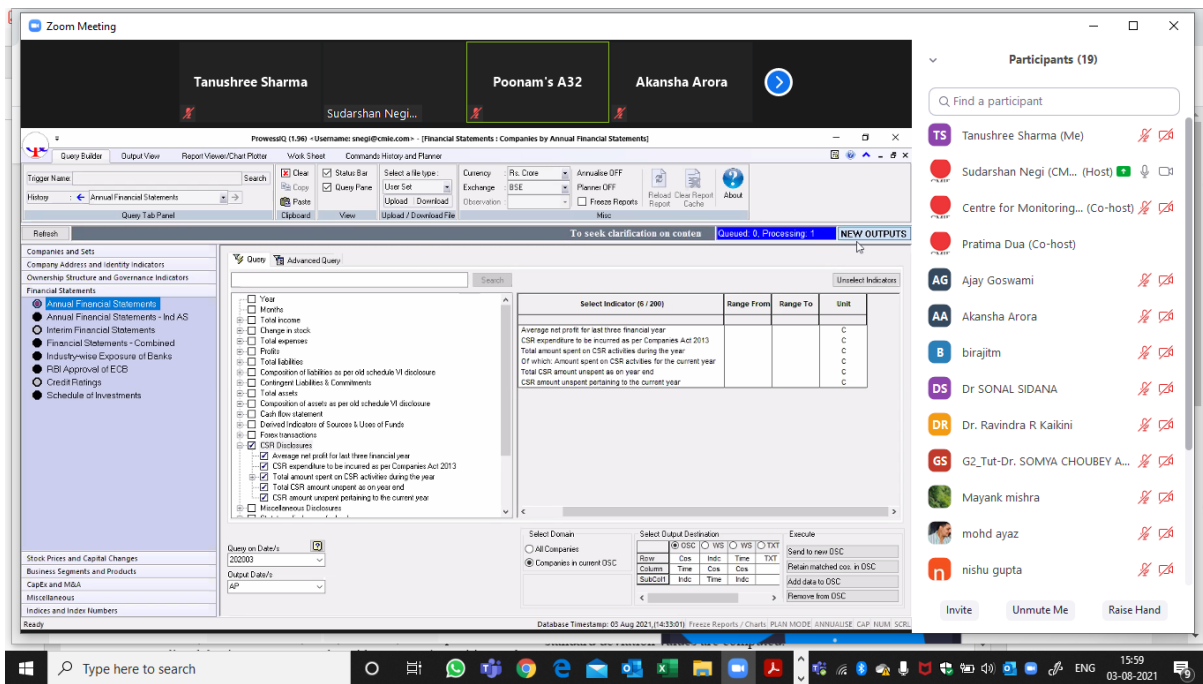 Zoom Meeting
Tanushree Sharma
Sudarshan Negi...
Poonam's A32
Akansha Arora
ProwessIQ (1.96) <Username: snegi@cmie.com> - [Financial Statements : Companies by Annual Financial Statements]
Query Builder Output View Report Viewer/Chart Plotter Work Sheet Commands History and Planner
Trigger Name: Search
History : Annual Financial Statements
Query Tab Panel
Clear
Copy
Paste
Clipboard
Status Bar
Query Pane
View
Select a file type:
User Set
Upload Download
Upload / Download File
Currency : Rs. Crore
Exchange : BSE
Observation :
Annualise OFF
Planner OFF
Freeze Reports
Misc
Reload Report
Clear Report Cache
About
Refresh
To seek clarification on conten
Queued: 0, Processing: 1
NEW OUTPUTS
Companies and Sets
Company Address and Identity Indicators
Ownership Structure and Governance Indicators
Financial Statements
Annual Financial Statements
Annual Financial Statements - Ind AS
Interim Financial Statements
Financial Statements - Combined
Industry-wise Exposure of Banks
RBI Approval of ECB
Credit Ratings
Schedule of Investments
Stock Prices and Capital Changes
Business Segments and Products
CapEx and M&A
Miscellaneous
Indices and Index Numbers
Ready
Query Advanced Query
Search
Unselect Indicators
Year
Months
Total income
Change in stock
Total expenses
Profits
Total liabilities
Composition of liabilities as per old schedule VI disclosure
Contingent Liabilities & Commitments
Total assets
Composition of assets as per old schedule VI disclosure
Cash flow statement
Derived Indicators of Sources & Uses of Funds
Forex transactions
CSR Disclosures
Average net profit for last three financial year
CSR expenditure to be incurred as per Companies Act 2013
Total amount spent on CSR activities during the year
Total CSR amount unspent as on year end
CSR amount unspent pertaining to the current year
Miscellaneous Disclosures
Select Indicator (6 / 200) Range From Range To Unit
Average net profit for last three financial year C
CSR expenditure to be incurred as per Companies Act 2013 C
Total amount spent on CSR activities during the year C
Of which: Amount spent on CSR activities for the current year C
Total CSR amount unspent as on year end C
CSR amount unspent pertaining to the current year C
Query on Date/s
202003
Output Date/s
AP
Select Domain
All Companies
Companies in current OSC
Select Output Destination
OSC WS WS TXT
Row Cos Indc Time TXT
Column Time Cos Cos
SubCol1 Indc Time Indc
Execute
Send to new OSC
Retain matched cos. in OSC
Add data to OSC
Remove from OSC
Database Timestamp: 03 Aug 2021,(14:33:01) Freeze Reports / Charts PLAN MODE ANNUALISE CAP NUM SCRL
Participants (19)
Find a participant
TS Tanushree Sharma (Me)
Sudarshan Negi (CM... (Host)
Centre for Monitoring... (Co-host)
Pratima Dua (Co-host)
AG Ajay Goswami
AA Akansha Arora
B birajitm
DS Dr SONAL SIDANA
DR Dr. Ravindra R Kaikini
GS G2_Tut-Dr. SOMYA CHOUBEY A...
Mayank mishra
mohd ayaz
n nishu gupta
Invite Unmute Me Raise Hand
standard deviation values are computed.
Type here to search
ENG
15:59
03-08-2021